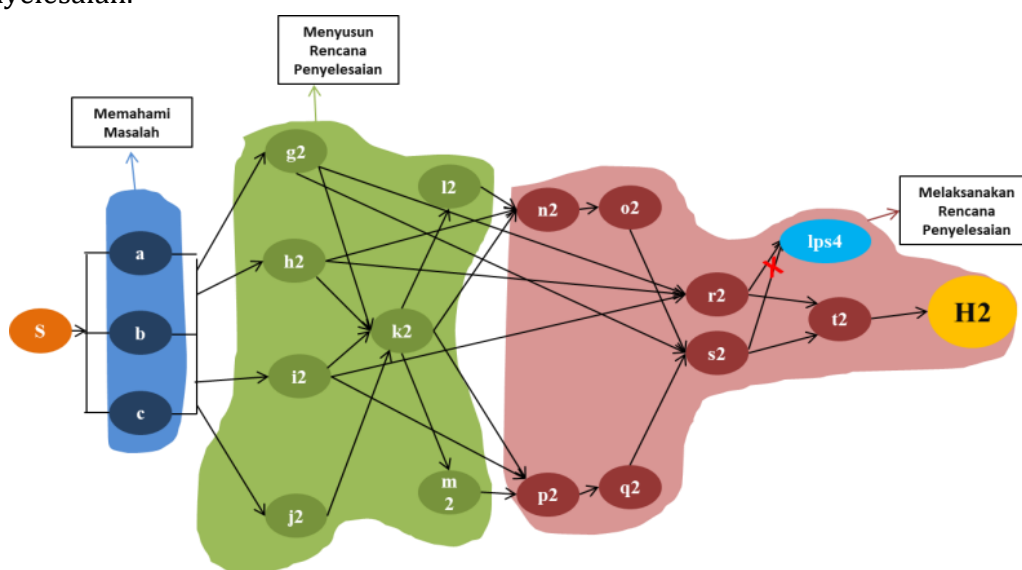 nyelesaian.
Menyusun
Rencana
Penyelesaian
Memahami
Masalah
g2
l2
n2
o2
Melaksanakan
Rencana
Penyelesaian
a
h2
lps4
S
b
k2
r2
t2
H2
i2
s2
c
j2
m
2
p2
q2